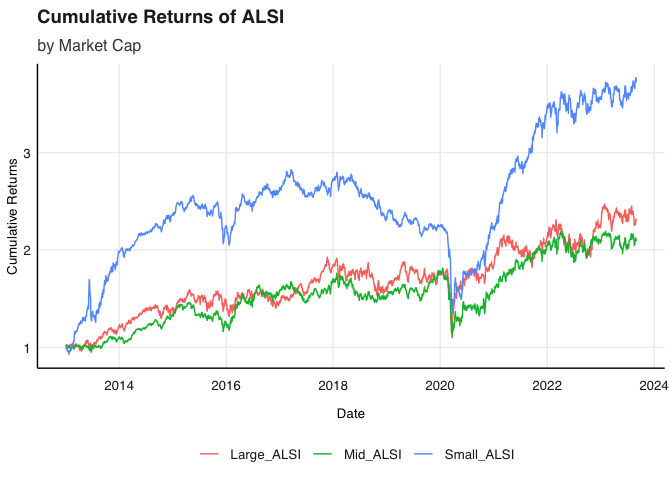 Cumulative Returns of ALSI
by Market Cap
Cumulative Returns
3
2
1
2014 2016 2018 2020 2022 2024
Date
Large_ALSI Mid_ALSI Small_ALSI